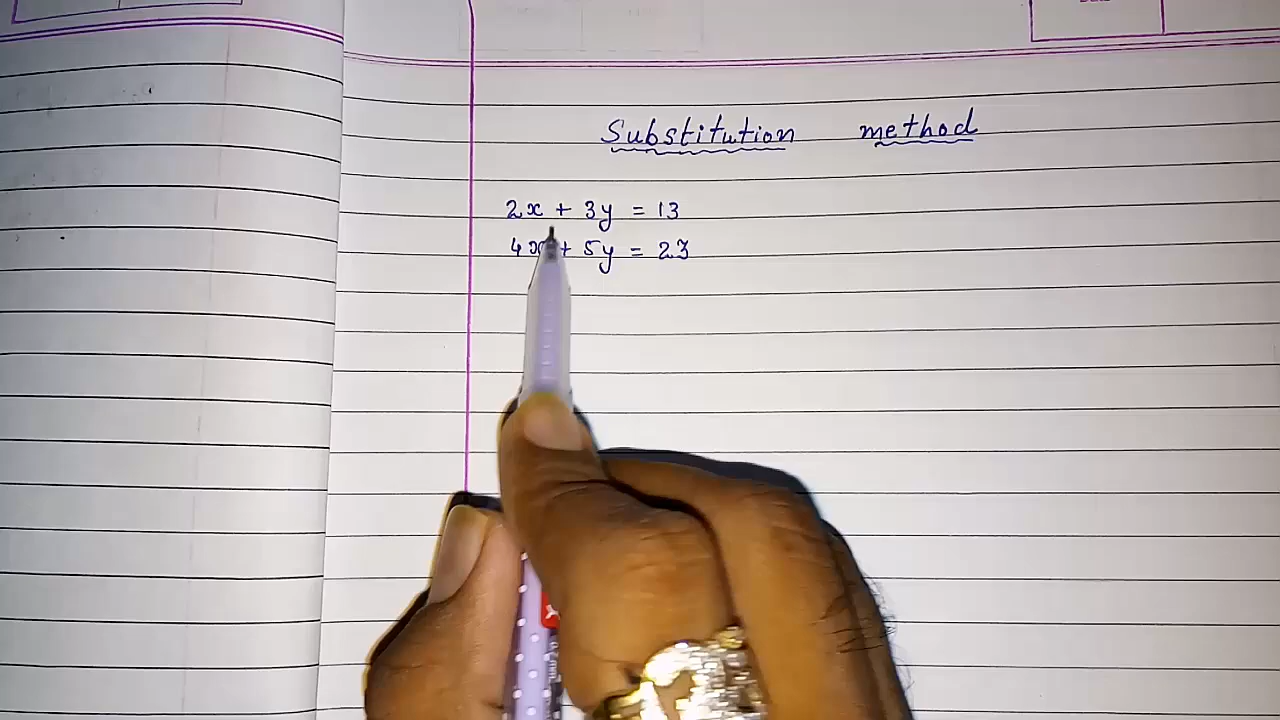 Substitution method
2x + 3y = 13
4x + 5y = 23